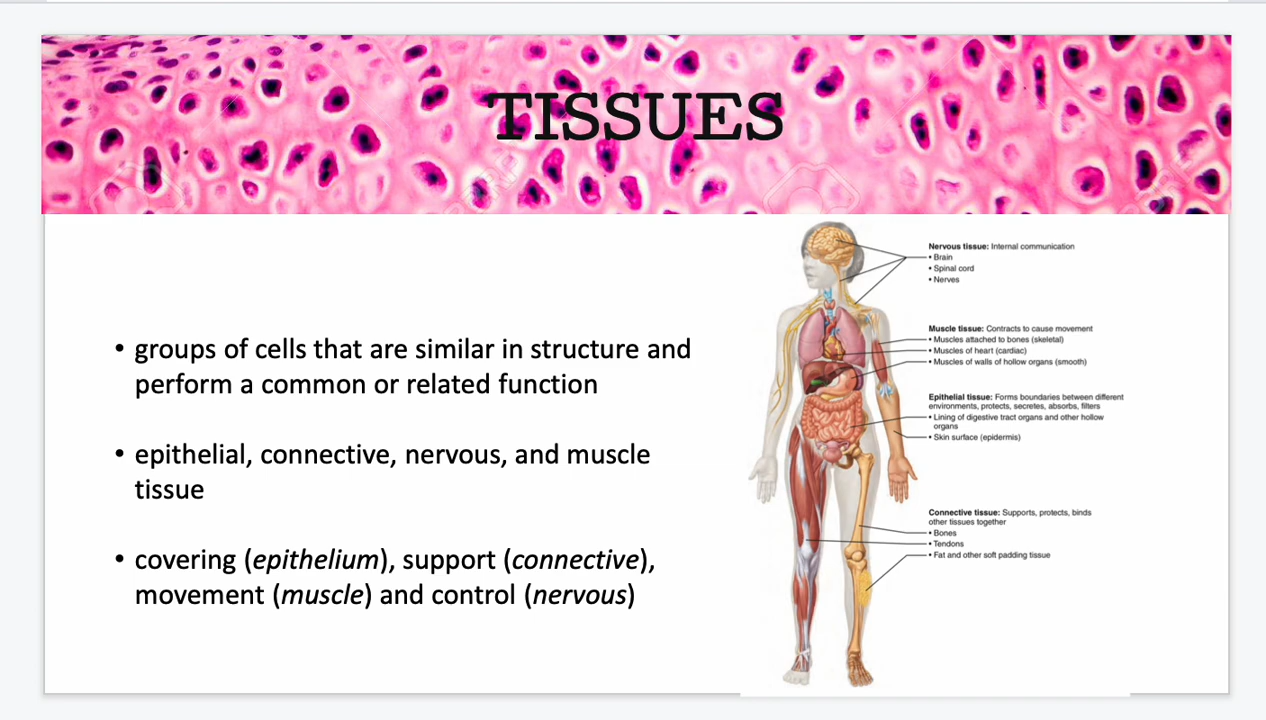 TISSUES
• groups of cells that are similar in structure and
perform a common or related function
• epithelial, connective, nervous, and muscle
tissue
• covering (epithelium), support (connective),
movement (muscle) and control (nervous)
Nervous tissue: Internal communication
• Brain
• Spinal cord
• Nerves
Muscle tissue: Contracts to cause movement
• Muscles attached to bones (skeletal)
• Muscles of heart (cardiac)
• Muscles of walls of hollow organs (smooth)
Epithelial tissue: Forms boundaries between different
environments, protects, secretes, absorbs, filters
• Lining of digestive tract organs and other hollow
organs
• Skin surface (epidermis)
Connective tissue: Supports, protects, binds
other tissues together
• Bones
• Tendons
• Fat and other soft padding tissue